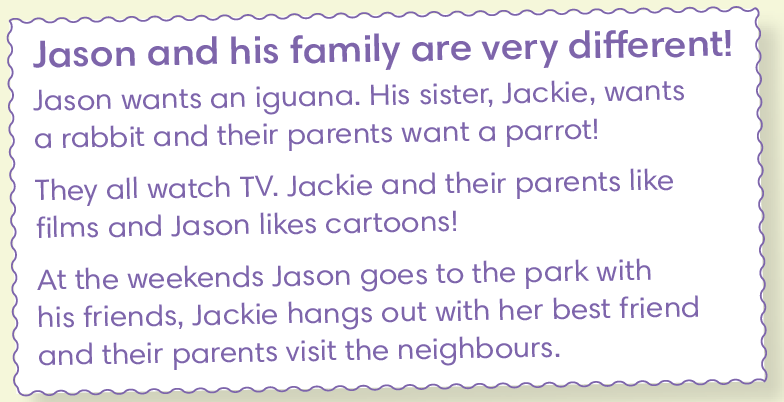 Jason and his family are very different!
Jason wants an iguana. His sister, Jackie, wants
a rabbit and their parents want a parrot!
They all watch TV. Jackie and their parents like
films and Jason likes cartoons!
At the weekends Jason goes to the park with
his friends, Jackie hangs out with her best friend
and their parents visit the neighbours.